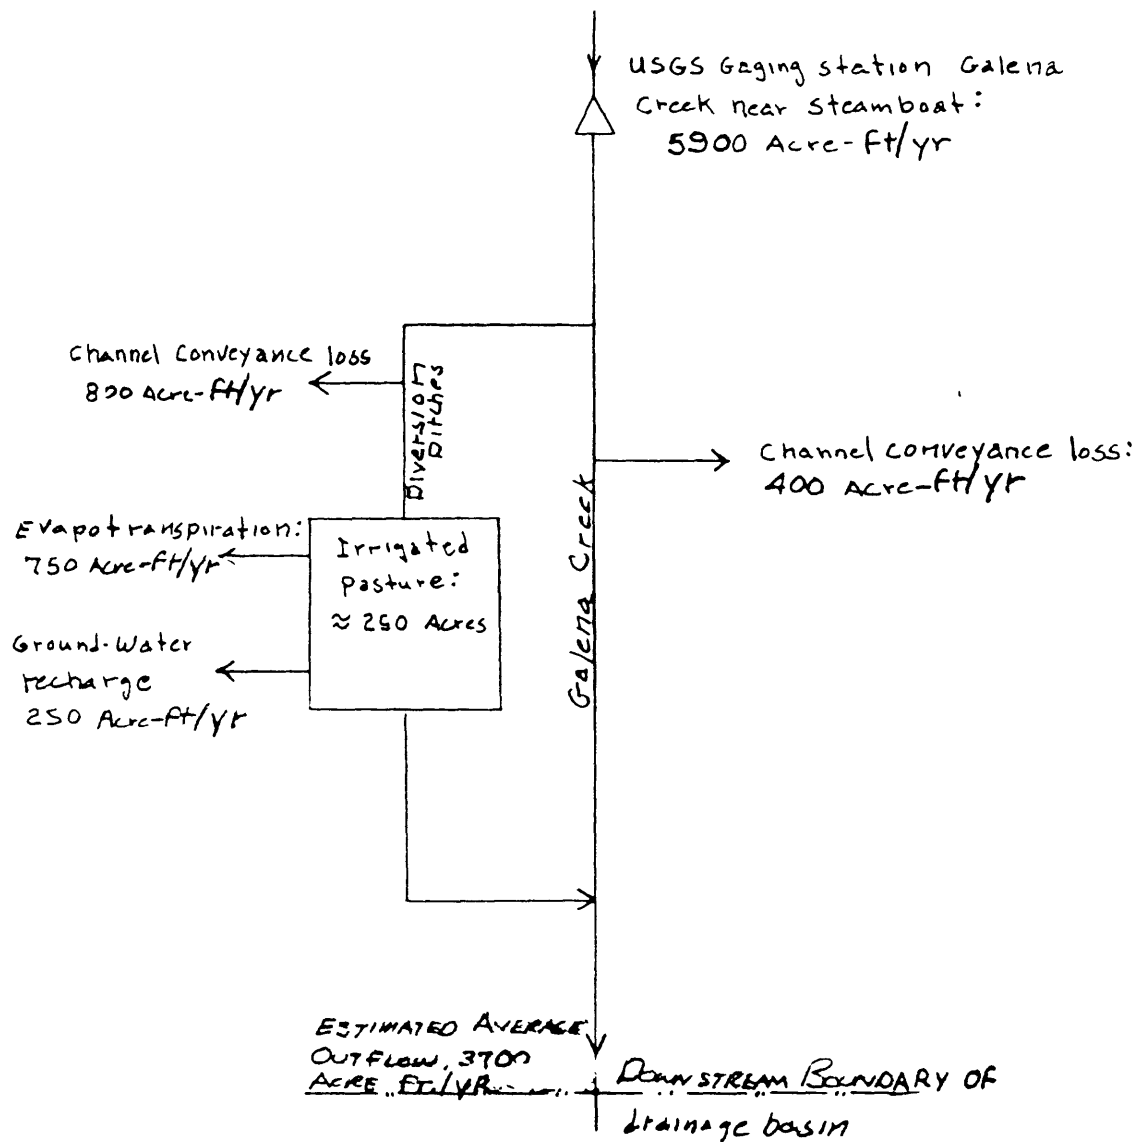 USGS Gaging station Galena
Creek near Steamboat:
5900 Acre-ft/yr
Channel Conveyance loss
800 Acre-ft/yr
Diversion
Ditches
Channel conveyance loss:
400 Acre-ft/yr
Evapotranspiration:
750 Acre-ft/yr
Irrigated
Pasture:
≈ 250 Acres
Galena Creek
Ground-Water
recharge
250 Acre-ft/yr
ESTIMATED AVERAGE
OUTFLOW, 3700
ACRE FT./YR.
DOWNSTREAM BOUNDARY OF
drainage basin